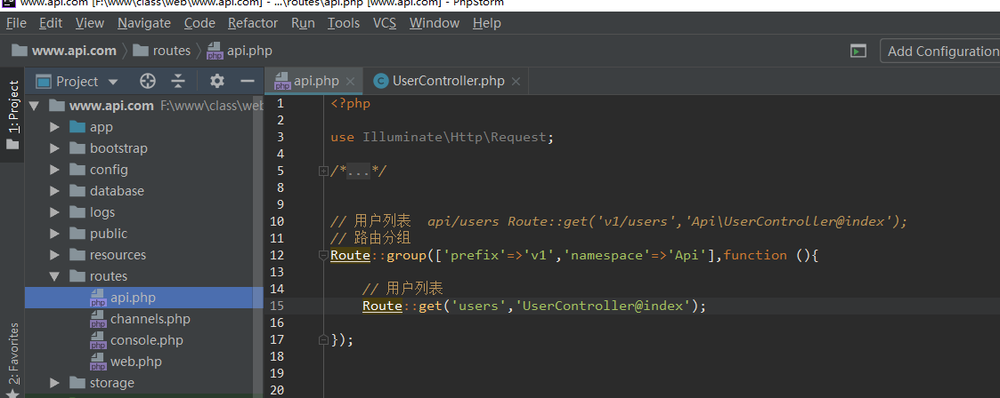 www.api.com [F:\www\class\web\www.api.com] - ...\routes\api.php [www.api.com] - PhpStorm
File Edit View Navigate Code Refactor Run Tools VCS Window Help
www.api.com routes api.php Add Configuration
1: Project
2: Favorites
Project
www.api.com F:\www\class\web
app
bootstrap
config
database
logs
public
resources
routes
api.php
channels.php
console.php
web.php
storage
api.php UserController.php
1 <?php
2
3 use Illuminate\Http\Request;
4
5 /*...*/
8
9
10 // 用户列表  api/users Route::get('v1/users','Api\UserController@index');
11 // 路由分组
12 Route::group(['prefix'=>'v1','namespace'=>'Api'],function (){
13
14 // 用户列表
15 Route::get('users','UserController@index');
16
17 });
18
19
20